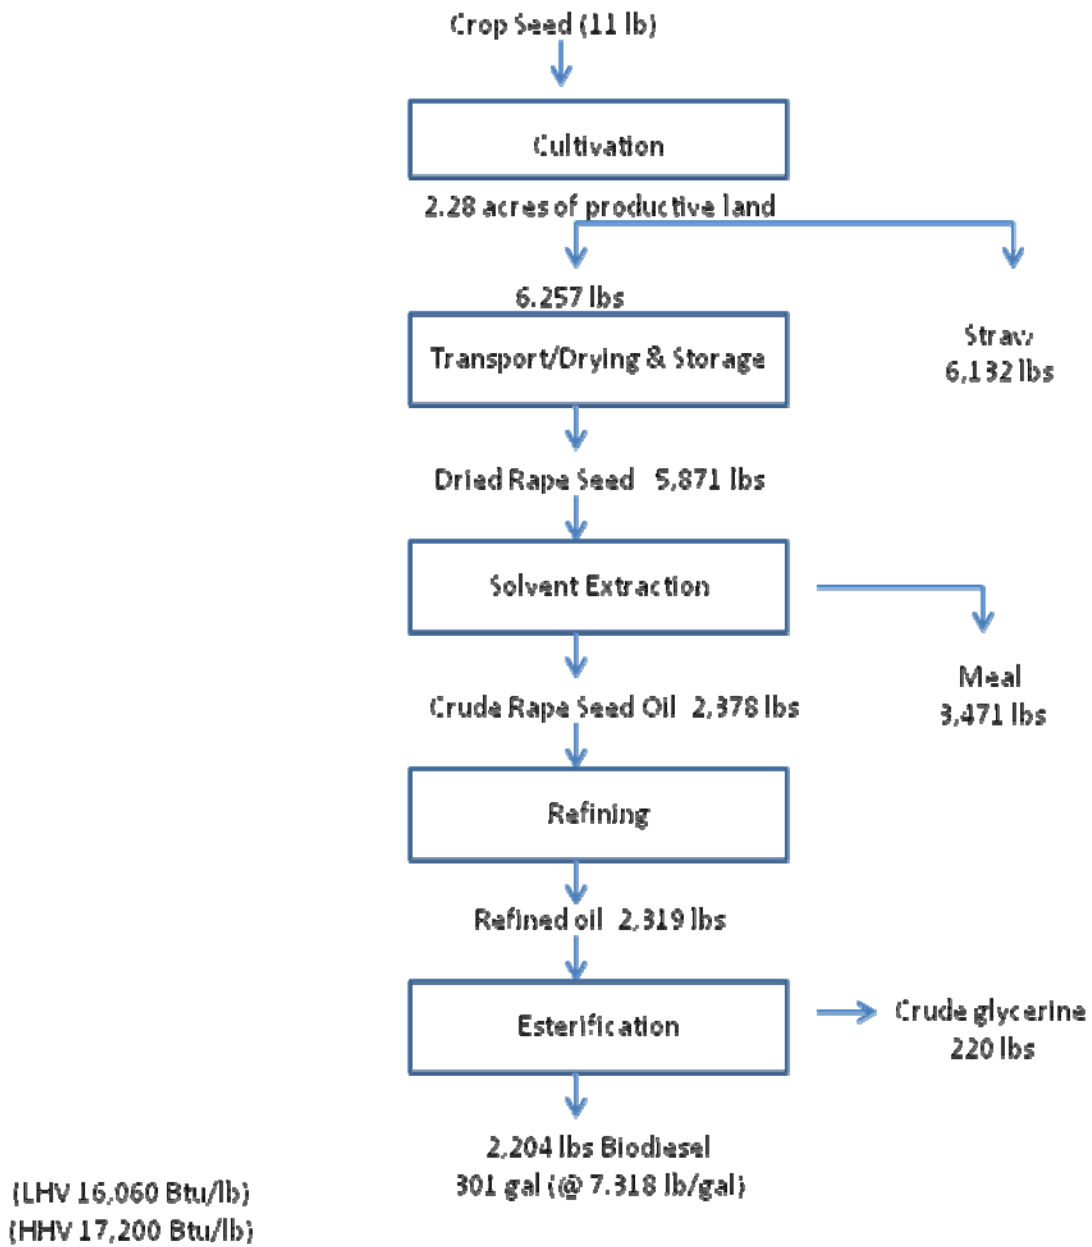 Crop Seed (11 lb)
Cultivation
2.28 acres of productive land
6.257 lbs
Transport/Drying & Storage
Straw
6,132 lbs
Dried Rape Seed 5,871 lbs
Solvent Extraction
Meal
3,471 lbs
Crude Rape Seed Oil 2,378 lbs
Refining
Refined oil 2,319 lbs
Esterification
Crude glycerine
220 lbs
2,204 lbs Biodiesel
301 gal (@ 7.318 lb/gal)
(LHV 16,060 Btu/lb)
(HHV 17,200 Btu/lb)